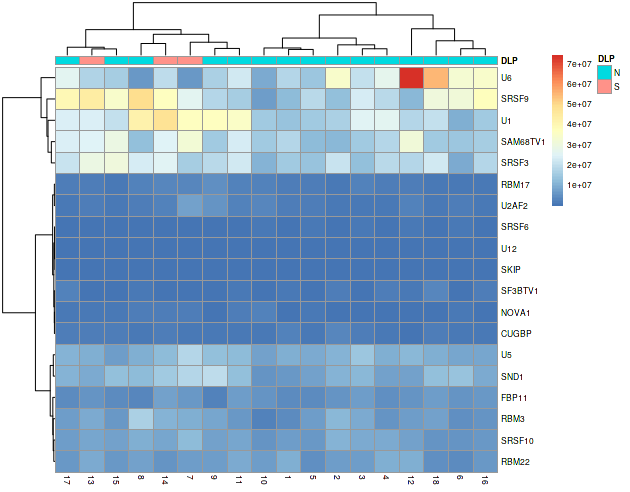 DLP
U6
SRSF9
U1
SAM68TV1
SRSF3
RBM17
U2AF2
SRSF6
U12
SKIP
SF3BTV1
NOVA1
CUGBP
U5
SND1
FBP11
RBM3
SRSF10
RBM22
17 13 15 8 14 7 9 11 10 1 5 2 3 4 12 18 6 16
7e+07
6e+07
5e+07
4e+07
3e+07
2e+07
1e+07
DLP
N
S